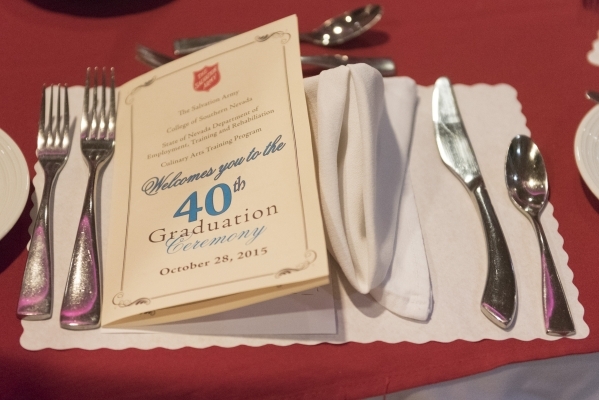 The Salvation Army
College of Southern Nevada
State of Nevada Department of
Employment, Training and Rehabilitation
Culinary Arts Training Program
Welcomes you to the
40th
Graduation
Ceremony
October 28, 2015